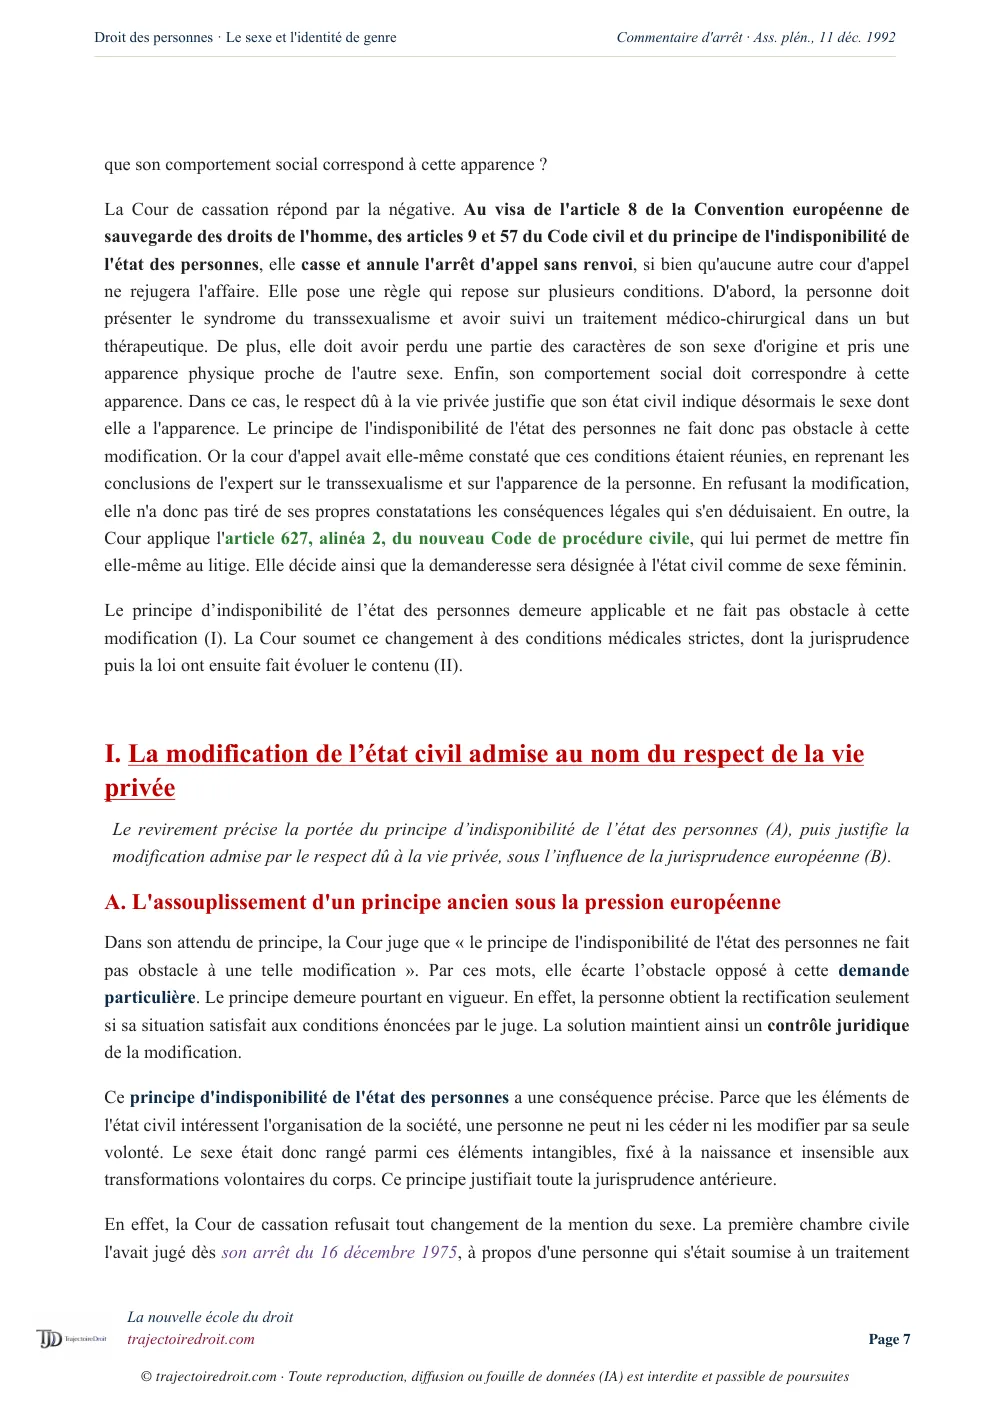 Droit des personnes · Le sexe et l'identité de genre
Commentaire d'arrêt · Ass. plén., 11 déc. 1992
que son comportement social correspond à cette apparence ?
La Cour de cassation répond par la négative. Au visa de l'article 8 de la Convention européenne de
sauvegarde des droits de l'homme, des articles 9 et 57 du Code civil et du principe de l'indisponibilité de
l'état des personnes, elle casse et annule l'arrêt d'appel sans renvoi, si bien qu'aucune autre cour d'appel
ne rejugera l'affaire. Elle pose une règle qui repose sur plusieurs conditions. D'abord, la personne doit
présenter le syndrome du transsexualisme et avoir suivi un traitement médico-chirurgical dans un but
thérapeutique. De plus, elle doit avoir perdu une partie des caractères de son sexe d'origine et pris une
apparence physique proche de l'autre sexe. Enfin, son comportement social doit correspondre à cette
apparence. Dans ce cas, le respect dû à la vie privée justifie que son état civil indique désormais le sexe dont
elle a l'apparence. Le principe de l'indisponibilité de l'état des personnes ne fait donc pas obstacle à cette
modification. Or la cour d'appel avait elle-même constaté que ces conditions étaient réunies, en reprenant les
conclusions de l'expert sur le transsexualisme et sur l'apparence de la personne. En refusant la modification,
elle n'a donc pas tiré de ses propres constatations les conséquences légales qui s'en déduisaient. En outre, la
Cour applique l'article 627, alinéa 2, du nouveau Code de procédure civile, qui lui permet de mettre fin
elle-même au litige. Elle décide ainsi que la demanderesse sera désignée à l'état civil comme de sexe féminin.
Le principe d’indisponibilité de l’état des personnes demeure applicable et ne fait pas obstacle à cette
modification (I). La Cour soumet ce changement à des conditions médicales strictes, dont la jurisprudence
puis la loi ont ensuite fait évoluer le contenu (II).
I. La modification de l’état civil admise au nom du respect de la vie
privée
Le revirement précise la portée du principe d’indisponibilité de l’état des personnes (A), puis justifie la
modification admise par le respect dû à la vie privée, sous l’influence de la jurisprudence européenne (B).
A. L'assouplissement d'un principe ancien sous la pression européenne
Dans son attendu de principe, la Cour juge que « le principe de l'indisponibilité de l'état des personnes ne fait
pas obstacle à une telle modification ». Par ces mots, elle écarte l’obstacle opposé à cette demande
particulière. Le principe demeure pourtant en vigueur. En effet, la personne obtient la rectification seulement
si sa situation satisfait aux conditions énoncées par le juge. La solution maintient ainsi un contrôle juridique
de la modification.
Ce principe d'indisponibilité de l'état des personnes a une conséquence précise. Parce que les éléments de
l'état civil intéressent l'organisation de la société, une personne ne peut ni les céder ni les modifier par sa seule
volonté. Le sexe était donc rangé parmi ces éléments intangibles, fixé à la naissance et insensible aux
transformations volontaires du corps. Ce principe justifiait toute la jurisprudence antérieure.
En effet, la Cour de cassation refusait tout changement de la mention du sexe. La première chambre civile
l'avait jugé dès son arrêt du 16 décembre 1975, à propos d'une personne qui s'était soumise à un traitement
La nouvelle école du droit
TJD TrajectoireDroit
trajectoiredroit.com
Page 7
© trajectoiredroit.com · Toute reproduction, diffusion ou fouille de données (IA) est interdite et passible de poursuites